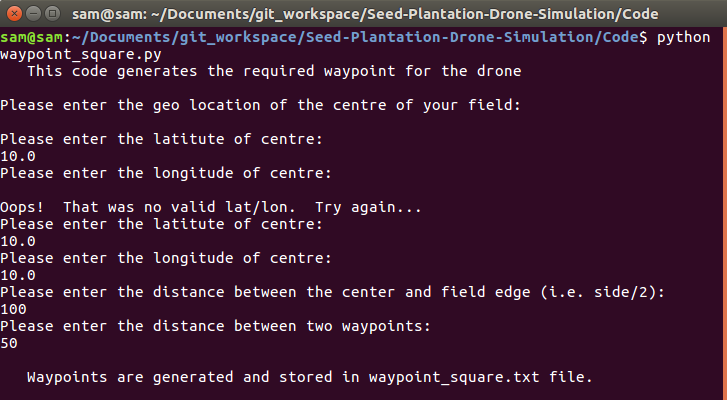 sam@sam: ~/Documents/git_workspace/Seed-Plantation-Drone-Simulation/Code
sam@sam:~/Documents/git_workspace/Seed-Plantation-Drone-Simulation/Code$ python
waypoint_square.py
This code generates the required waypoint for the drone
Please enter the geo location of the centre of your field:
Please enter the latitute of centre:
10.0
Please enter the longitude of centre:
Oops!  That was no valid lat/lon.  Try again...
Please enter the latitute of centre:
10.0
Please enter the longitude of centre:
10.0
Please enter the distance between the center and field edge (i.e. side/2):
100
Please enter the distance between two waypoints:
50
Waypoints are generated and stored in waypoint_square.txt file.